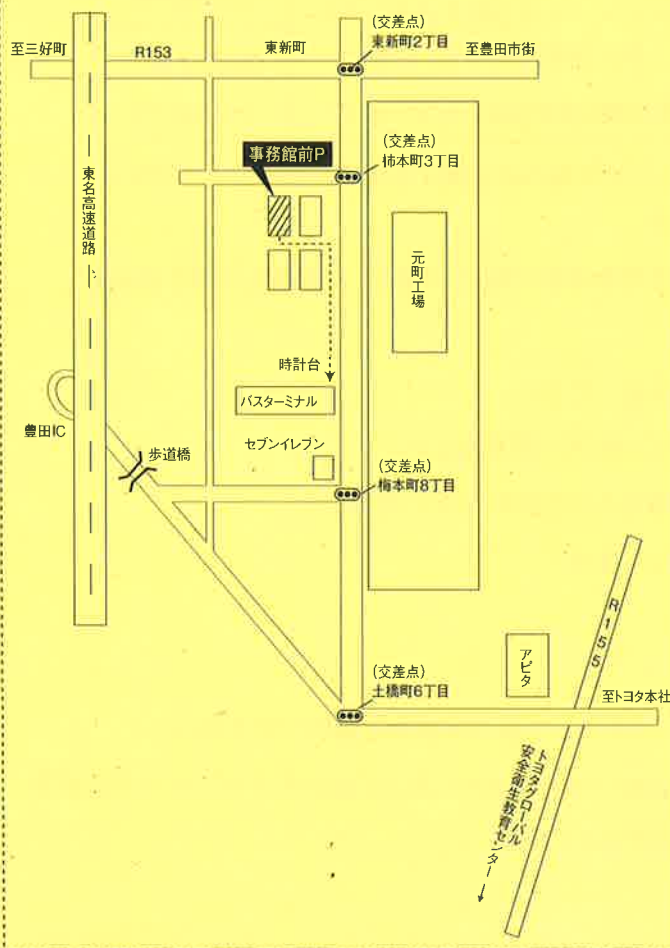 (交差点)
東新町2丁目
至三好町
R153
東新町
至豊田市街
事務館前P
(交差点)
柿本町3丁目
東名高速道路
元町工場
時計台
バスターミナル
豊田IC
セブンイレブン
歩道橋
(交差点)
梅本町8丁目
R155
アピタ
(交差点)
土橋町6丁目
至トヨタ本社
トヨタグローバル
安全衛生教育センター